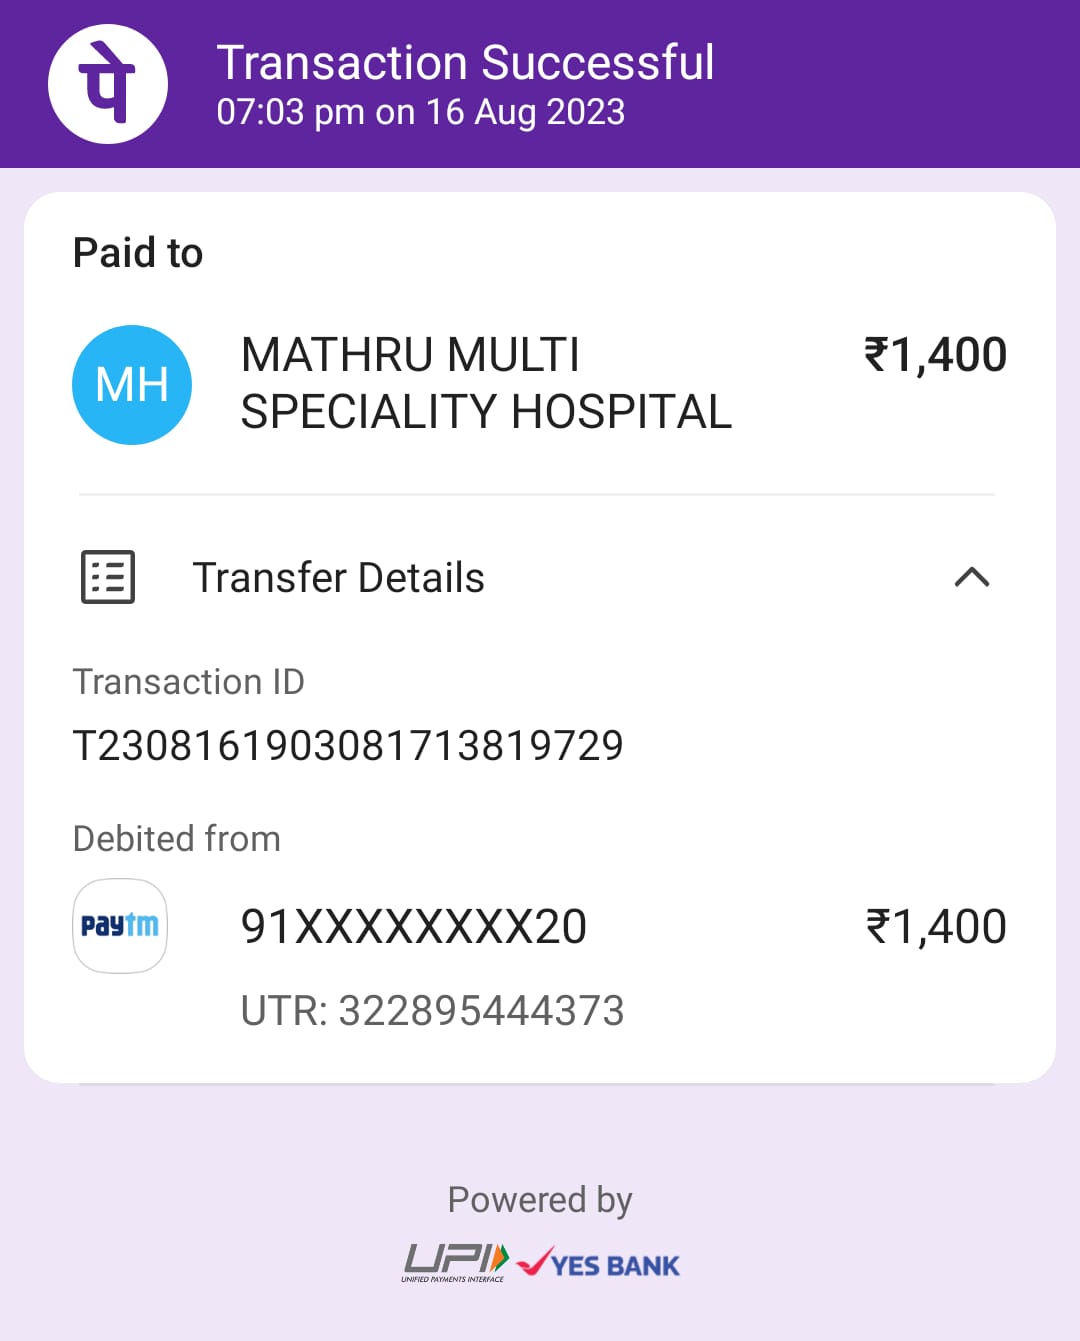 पे
Transaction Successful
07:03 pm on 16 Aug 2023
Paid to
MH
MATHRU MULTI
SPECIALITY HOSPITAL
₹1,400
Transfer Details
Transaction ID
T2308161903081713819729
Debited from
paytm
91XXXXXXXX20
₹1,400
UTR: 322895444373
Powered by
UPI
UNIFIED PAYMENTS INTERFACE
YES BANK